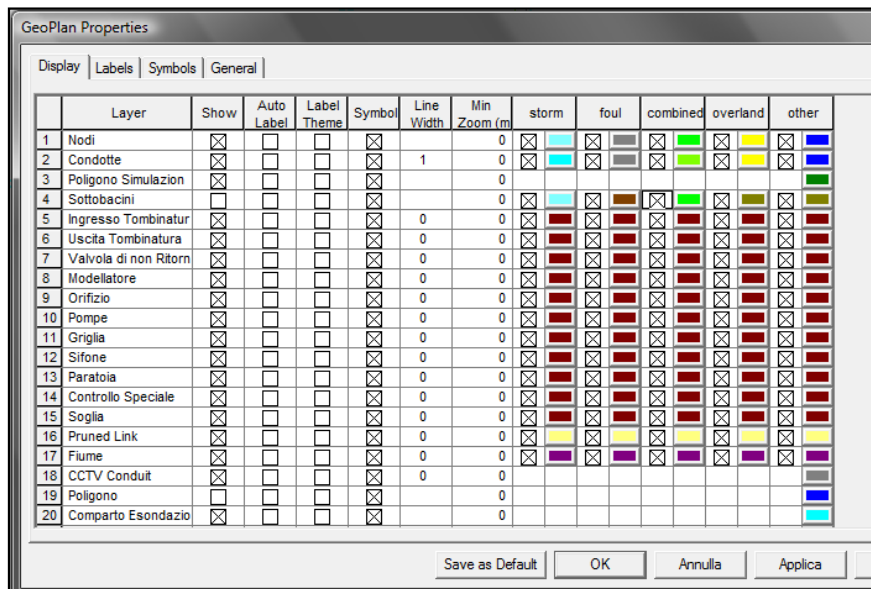 GeoPlan Properties
Display Labels Symbols General
Layer Show Auto Label Label Theme Symbol Line Width Min Zoom (m storm foul combined overland other
1 Nodi 0
2 Condotte 1 0
3 Poligono Simulazion 0
4 Sottobacini 0
5 Ingresso Tombinatur 0 0
6 Uscita Tombinatura 0 0
7 Valvola di non Ritorn 0 0
8 Modellatore 0 0
9 Orifizio 0 0
10 Pompe 0 0
11 Griglia 0 0
12 Sifone 0 0
13 Paratoia 0 0
14 Controllo Speciale 0 0
15 Soglia 0 0
16 Pruned Link 0 0
17 Fiume 0 0
18 CCTV Conduit 0 0
19 Poligono 0
20 Comparto Esondazio 0
Save as Default OK Annulla Applica